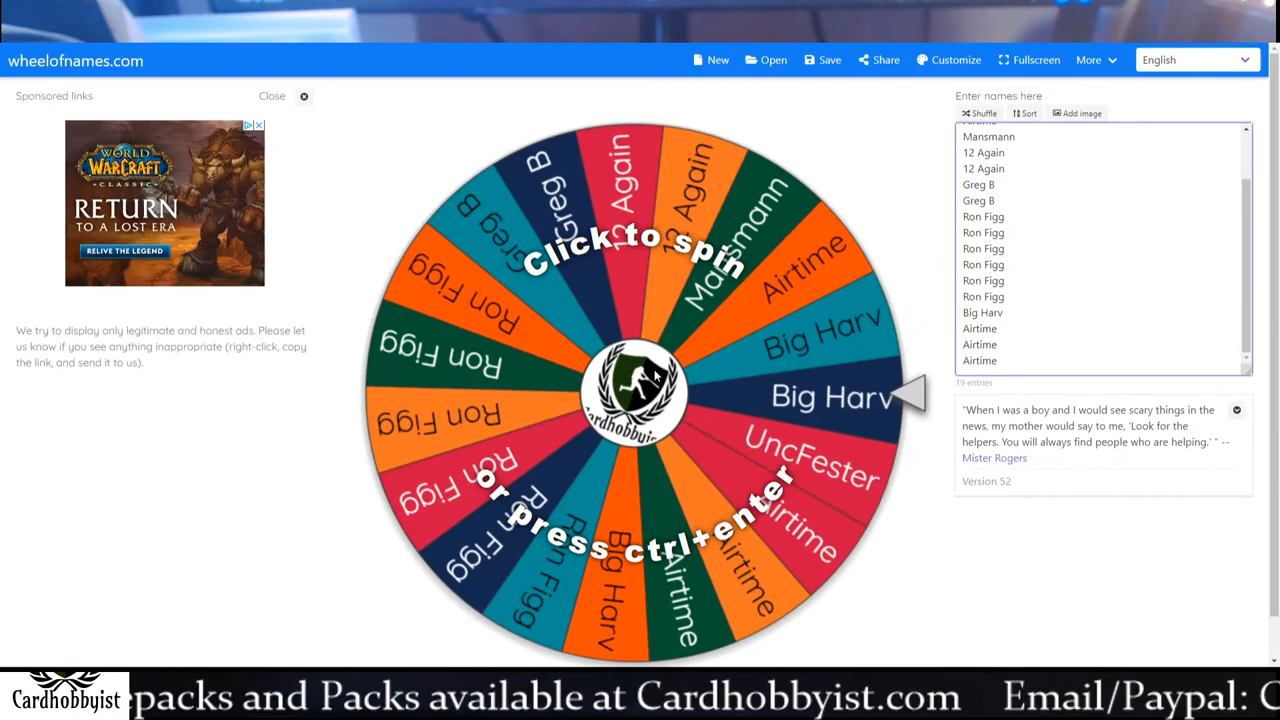 wheelofnames.com
New
Open
Save
Share
Customize
Fullscreen
More
English
Sponsored links
Close
WORLD
WARCRAFT
CLASSIC
RETURN
TO A LOST ERA
RELIVE THE LEGEND
We try to display only legitimate and honest ads. Please let
us know if you see anything inappropriate (right-click, copy
the link, and send it to us).
Click to spin
or press ctrl+enter
12 Again
12 Again
Mansmann
Airtime
Big Harv
Big Harv
UncFester
Airtime
Airtime
Airtime
Big Harv
Ron Figg
Ron Figg
Ron Figg
Ron Figg
Ron Figg
Ron Figg
Greg B
Greg B
Cardhobbyis
Enter names here
Shuffle
Sort
Add image
Airtime
Mansmann
12 Again
12 Again
Greg B
Greg B
Ron Figg
Ron Figg
Ron Figg
Ron Figg
Ron Figg
Ron Figg
Big Harv
Airtime
Airtime
Airtime
19 entries
"When I was a boy and I would see scary things in the
news, my mother would say to me, 'Look for the
helpers. You will always find people who are helping.' " --
Mister Rogers
Version 52
Cardhobbyist
epacks and Packs available at Cardhobbyist.com Email/Paypal: C